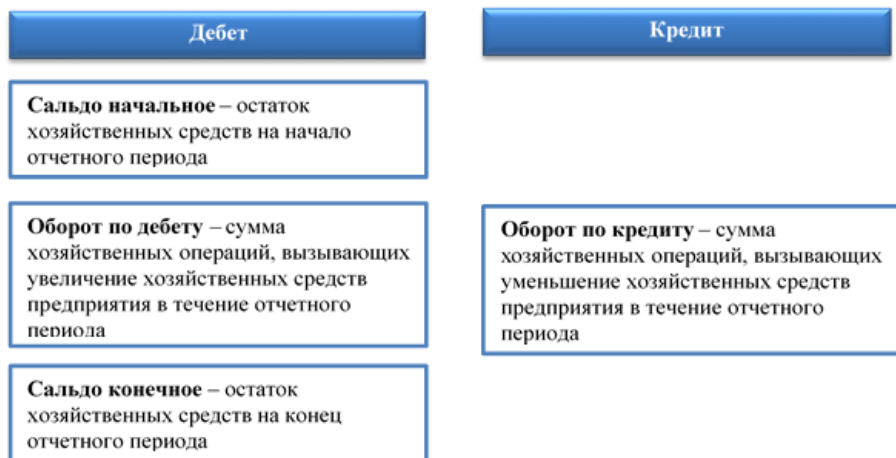 Дебет
Кредит
Сальдо начальное – остаток
хозяйственных средств на начало
отчетного периода
Оборот по дебету – сумма
хозяйственных операций, вызывающих
увеличение хозяйственных средств
предприятия в течение отчетного
периода
Оборот по кредиту – сумма
хозяйственных операций, вызывающих
уменьшение хозяйственных средств
предприятия в течение отчетного
периода
Сальдо конечное – остаток
хозяйственных средств на конец
отчетного периода